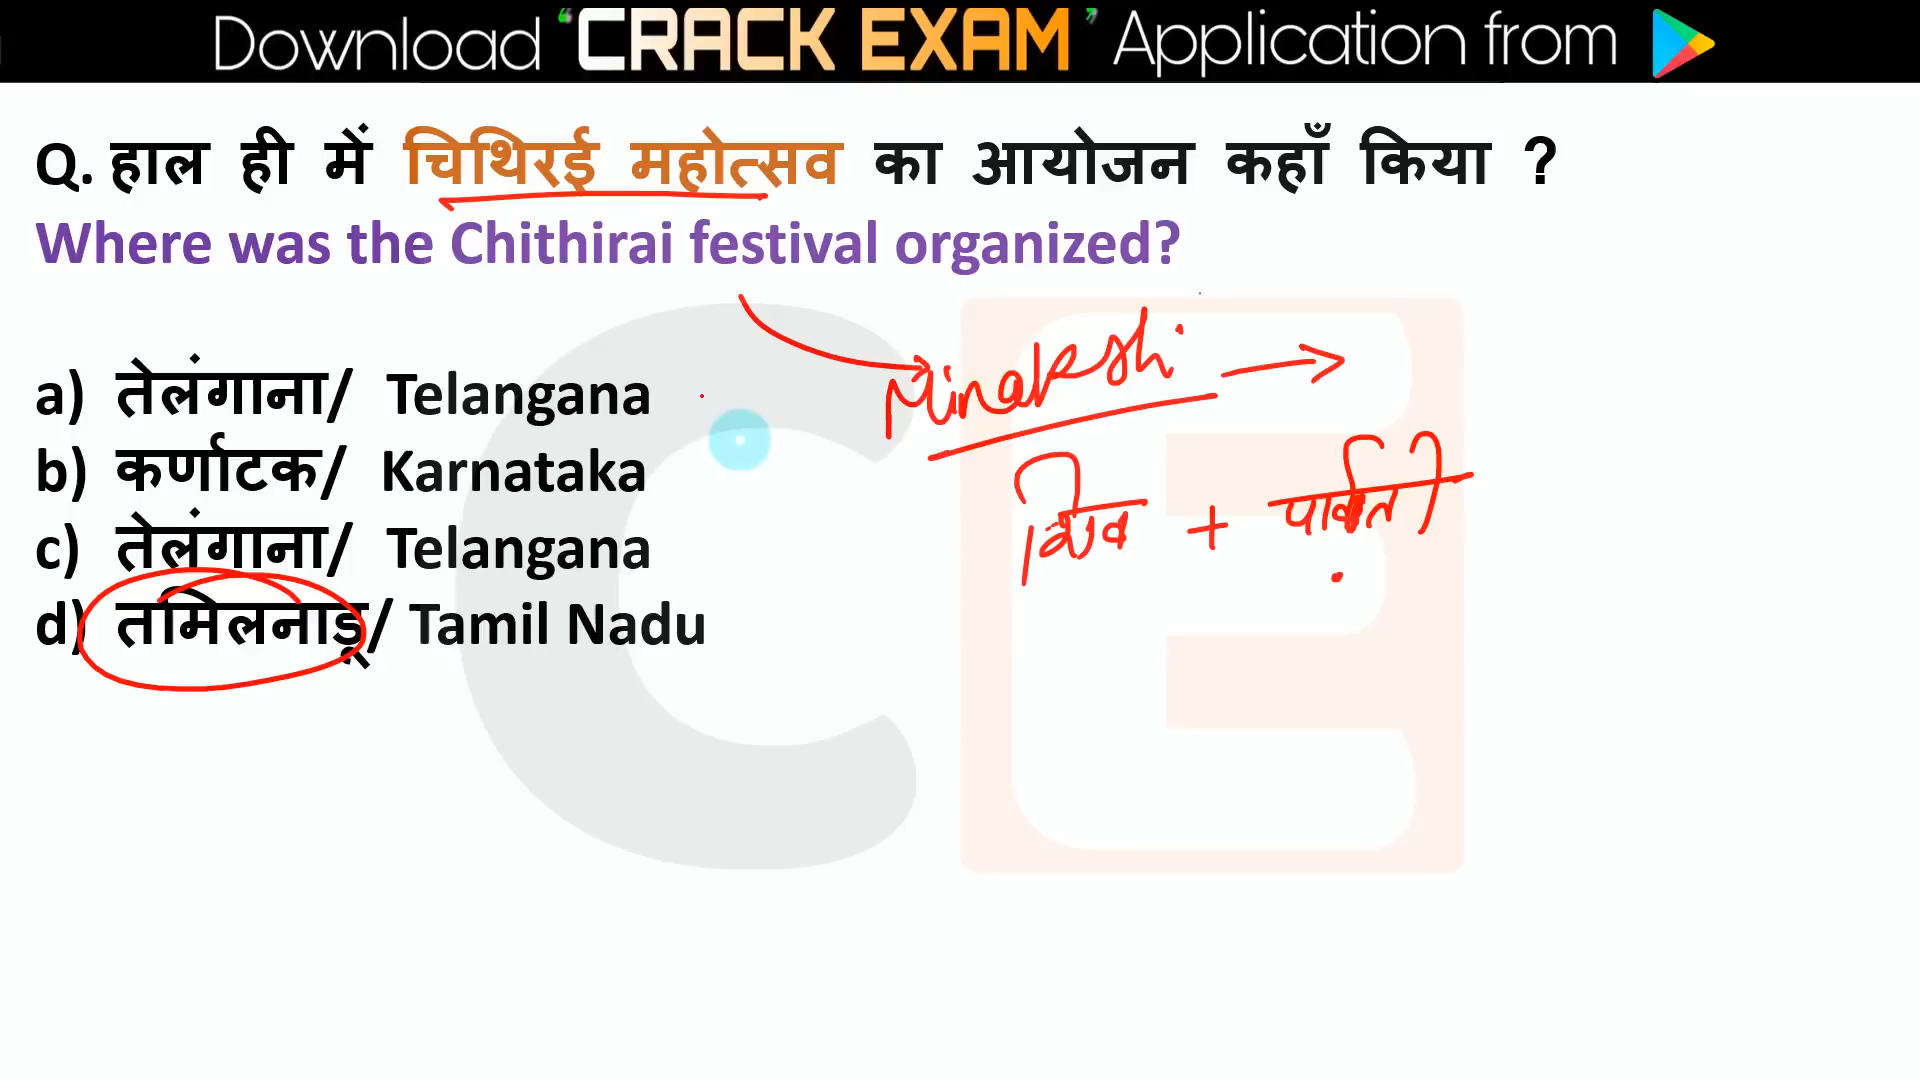 Download "CRACK EXAM" Application from
Q. हाल ही में चिथिरई महोत्सव का आयोजन कहाँ किया ?
Where was the Chithirai festival organized?
a) तेलंगाना/ Telangana
b) कर्णाटक/ Karnataka
c) तेलंगाना/ Telangana
d) तमिलनाडू/ Tamil Nadu
Minakshi →
शिव + पार्वती
CE